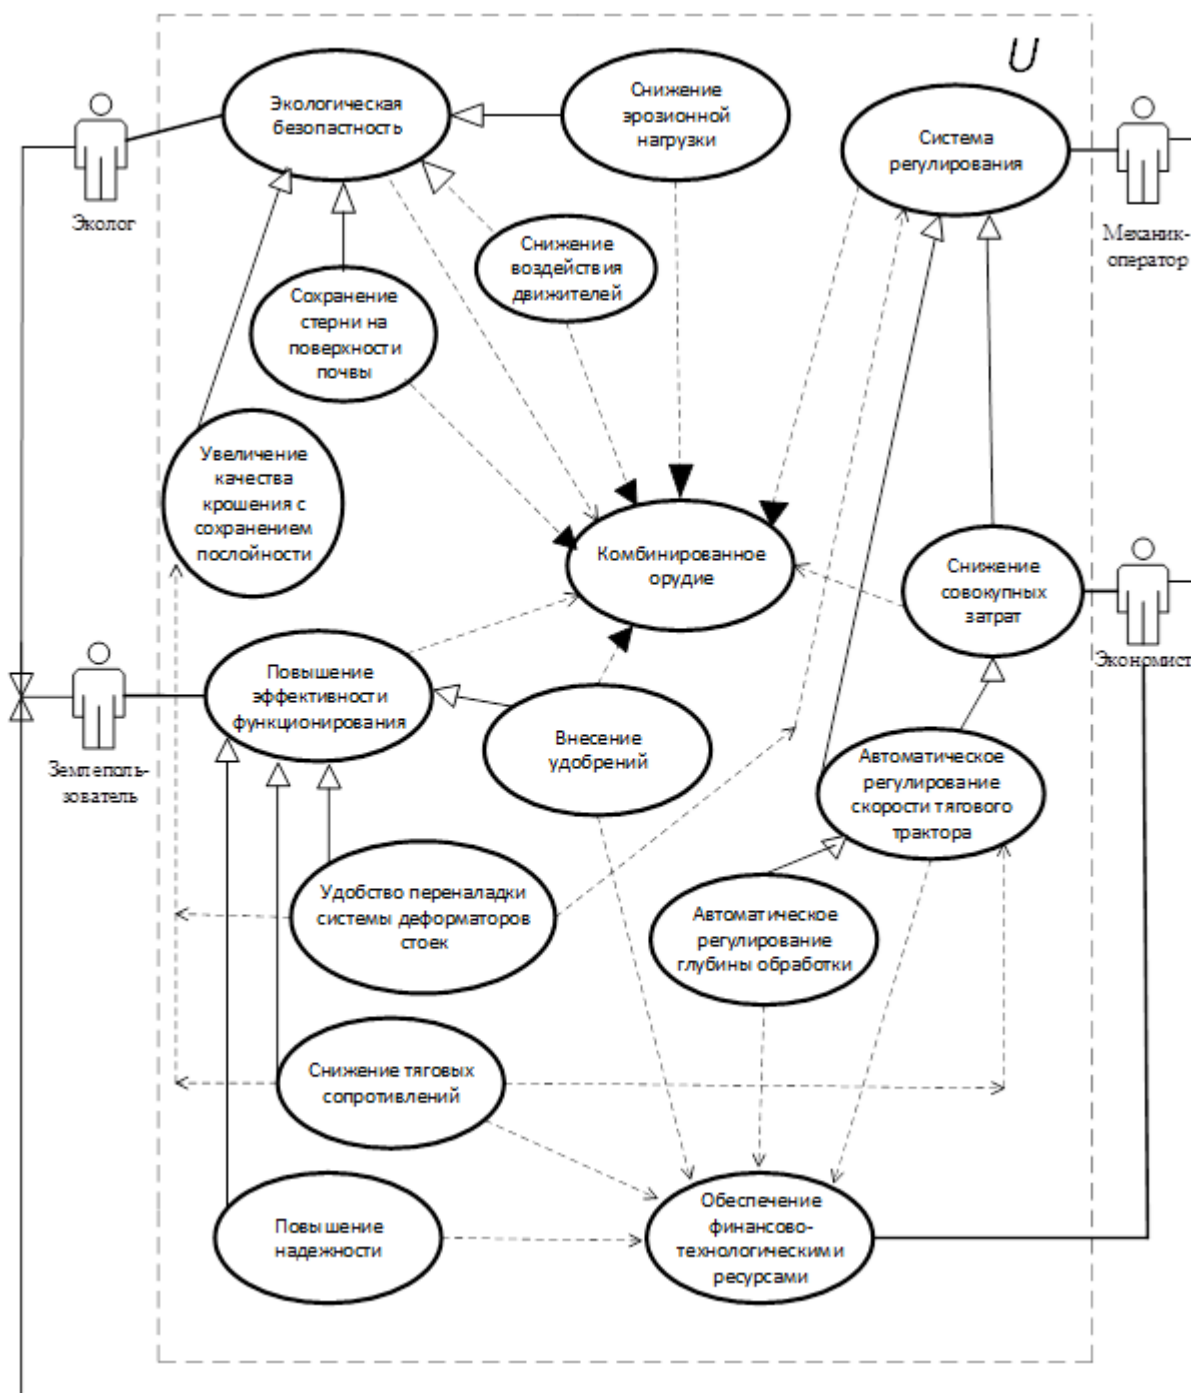 U
Экологическая
безопастность
Снижение
эрозионной
нагрузки
Система
регулирования
Эколог
Механик-
оператор
Снижение
воздействия
движителей
Сохранение
стерни на
поверхности
почвы
Увеличение
качества
крошения с
сохранением
послойности
Комбинированное
орудие
Снижение
совокупных
затрат
Экономист
Повышение
эффективности
функционирования
Внесение
удобрений
Землеполь-
зователь
Автоматическое
регулирование
скорости тягового
трактора
Удобство переналадки
системы деформаторов
стоек
Автоматическое
регулирование
глубины обработки
Снижение тяговых
сопротивлений
Повышение
надежности
Обеспечение
финансово-
технологическими
ресурсами